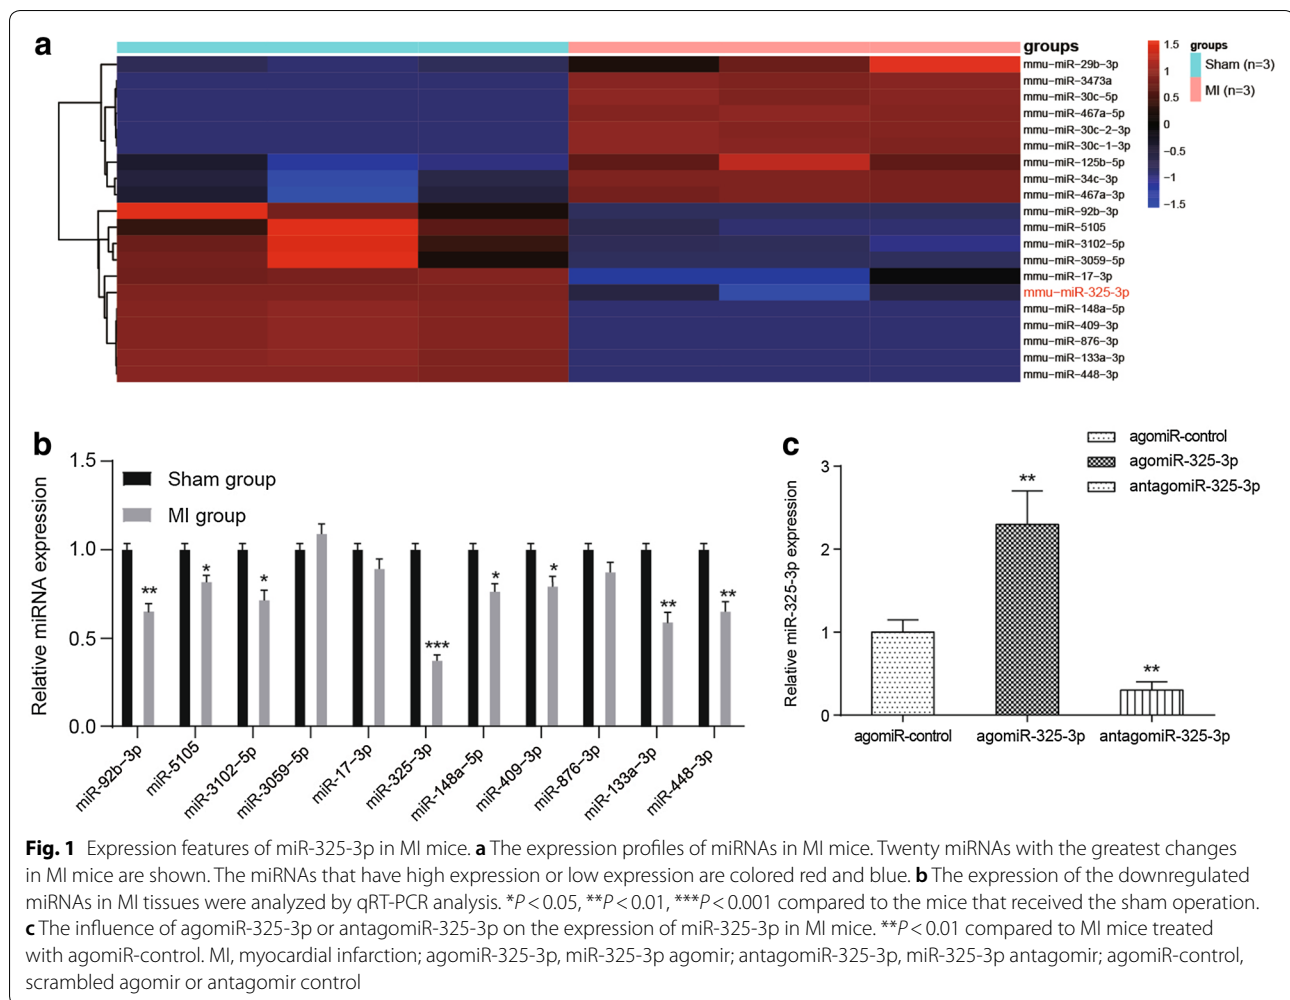 a
groups
mmu-miR-29b-3p
mmu-miR-3473a
mmu-miR-30c-5p
mmu-miR-467a-5p
mmu-miR-30c-2-3p
mmu-miR-30c-1-3p
mmu-miR-125b-5p
mmu-miR-34c-3p
mmu-miR-467a-3p
mmu-miR-92b-3p
mmu-miR-5105
mmu-miR-3102-5p
mmu-miR-3059-5p
mmu-miR-17-3p
mmu-miR-325-3p
mmu-miR-148a-5p
mmu-miR-409-3p
mmu-miR-876-3p
mmu-miR-133a-3p
mmu-miR-448-3p
1.5
1
0.5
0
-0.5
-1
-1.5
groups
Sham (n=3)
MI (n=3)
b
Relative miRNA expression
1.5
1.0
0.5
0.0
Sham group
MI group
**
*
*
***
*
*
**
**
miR-92b-3p
miR-5105
miR-3102-5p
miR-3059-5p
miR-17-3p
miR-325-3p
miR-148a-5p
miR-409-3p
miR-876-3p
miR-133a-3p
miR-448-3p
c
agomiR-control
agomiR-325-3p
antagomiR-325-3p
Relative miR-325-3p expression
3
2
1
0
**
**
agomiR-control
agomiR-325-3p
antagomiR-325-3p
Fig. 1 Expression features of miR-325-3p in MI mice. a The expression profiles of miRNAs in MI mice. Twenty miRNAs with the greatest changes
in MI mice are shown. The miRNAs that have high expression or low expression are colored red and blue. b The expression of the downregulated
miRNAs in MI tissues were analyzed by qRT-PCR analysis. *P < 0.05, **P < 0.01, ***P < 0.001 compared to the mice that received the sham operation.
c The influence of agomiR-325-3p or antagomiR-325-3p on the expression of miR-325-3p in MI mice. **P < 0.01 compared to MI mice treated
with agomiR-control. MI, myocardial infarction; agomiR-325-3p, miR-325-3p agomir; antagomiR-325-3p, miR-325-3p antagomir; agomiR-control,
scrambled agomir or antagomir control